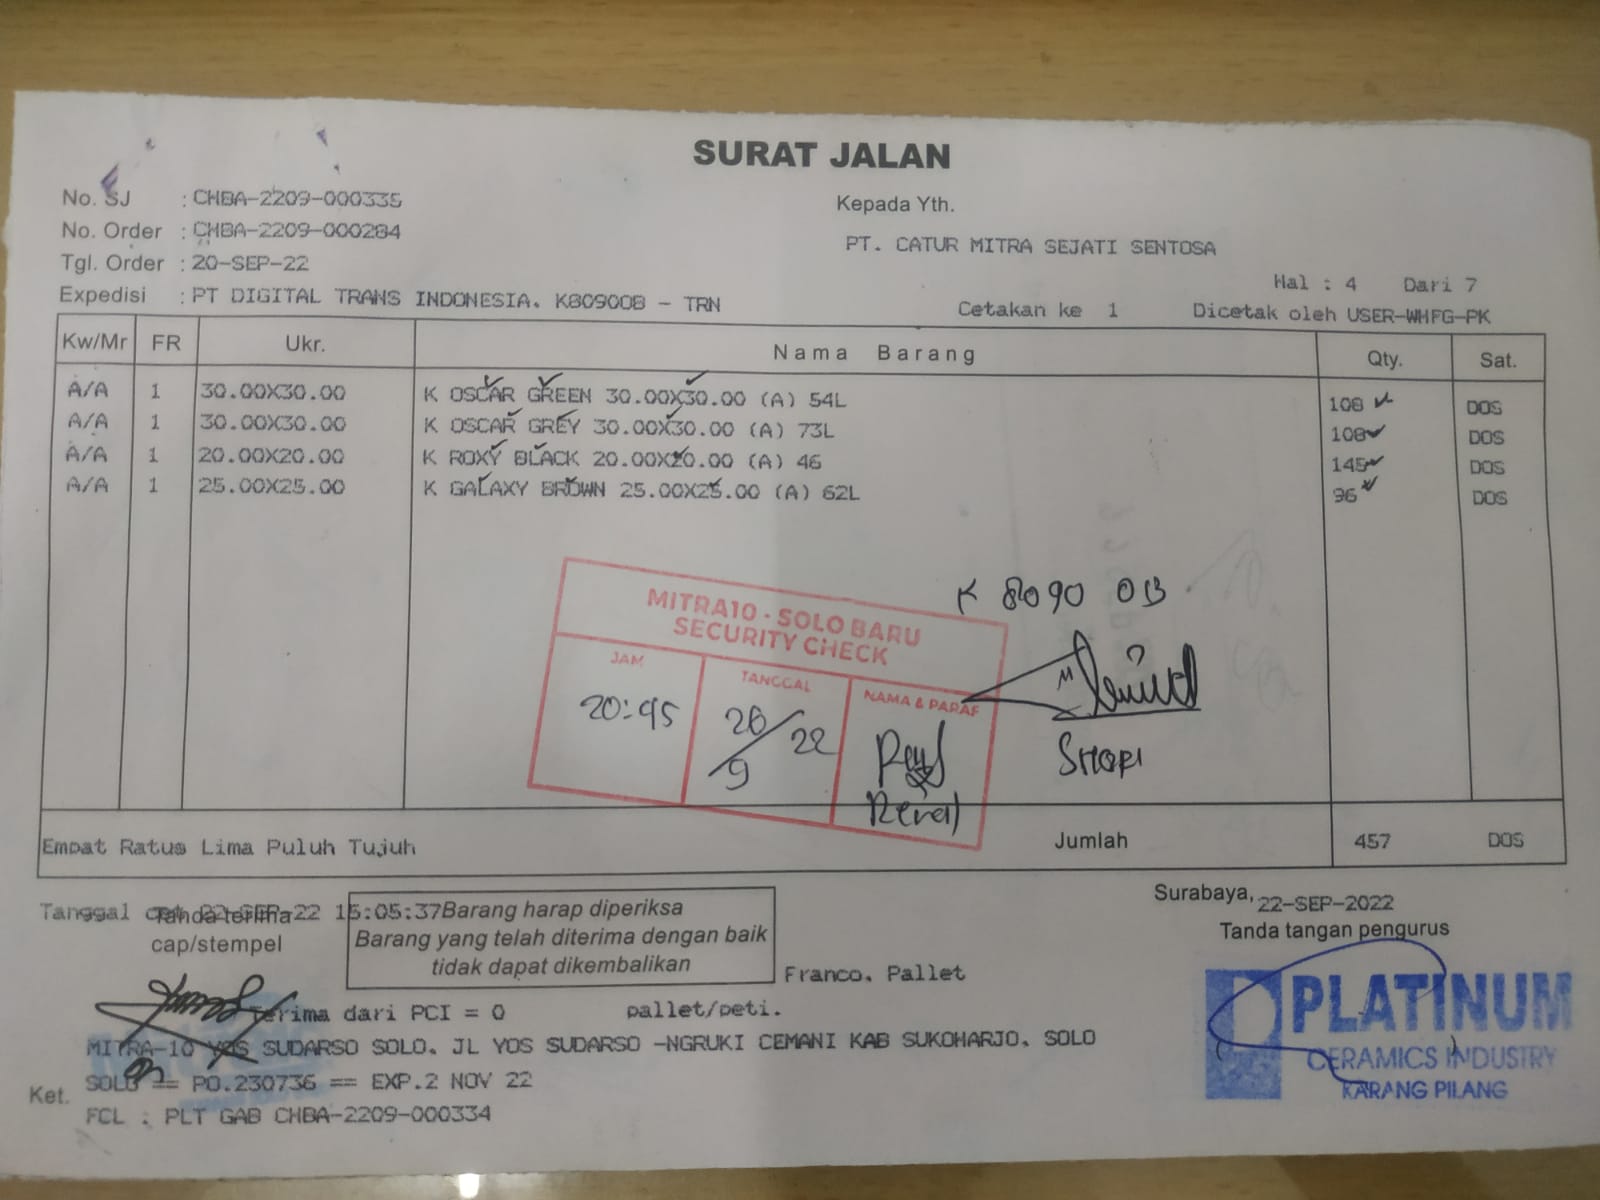 SURAT JALAN
No. SJ : CHBA-2209-000335
No. Order : CHBA-2209-000284
Tgl. Order : 20-SEP-22
Expedisi : PT DIGITAL TRANS INDONESIA. K8090OB - TRN
Kepada Yth.
PT. CATUR MITRA SEJATI SENTOSA
Hal : 4 Dari 7
Cetakan ke 1 Dicetak oleh USER-WHFG-PK
Kw/Mr FR Ukr. Nama Barang Qty. Sat.
A/A 1 30.00X30.00 K OSCAR GREEN 30.00X30.00 (A) 54L 108 DOS
A/A 1 30.00X30.00 K OSCAR GREY 30.00X30.00 (A) 73L 108 DOS
A/A 1 20.00X20.00 K ROXY BLACK 20.00X20.00 (A) 46 145 DOS
A/A 1 25.00X25.00 K GALAXY BROWN 25.00X25.00 (A) 62L 96 DOS
K 8090 OB
MITRA10 - SOLO BARU
SECURITY CHECK
JAM TANGGAL NAMA & PARAF
20:45 26/9 22
Empat Ratus Lima Puluh Tujuh Jumlah 457 DOS
Tanggal cet 22-SEP-22 15:05:37
Tanda terima
cap/stempel
Barang harap diperiksa
Barang yang telah diterima dengan baik
tidak dapat dikembalikan
Franco. Pallet
Surabaya, 22-SEP-2022
Tanda tangan pengurus
PLATINUM
CERAMICS INDUSTRY
KARANG PILANG
Terima dari PCI = 0 pallet/peti.
MITRA-10 YOS SUDARSO SOLO. JL YOS SUDARSO -NGRUKI CEMANI KAB SUKOHARJO. SOLO
Ket. SOLO == PO.230736 == EXP.2 NOV 22
FCL : PLT GAB CHBA-2209-000334